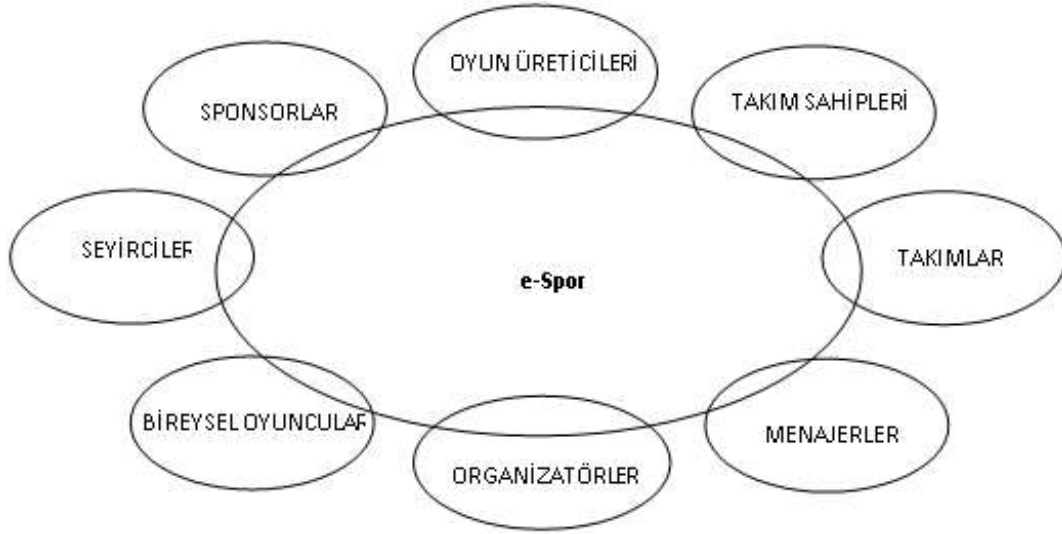 OYUN ÜRETİCİLERİ
SPONSORLAR
TAKIM SAHİPLERİ
SEYİRCİLER
TAKIMLAR
e-Spor
BİREYSEL OYUNCULAR
MENAJERLER
ORGANİZATÖRLER